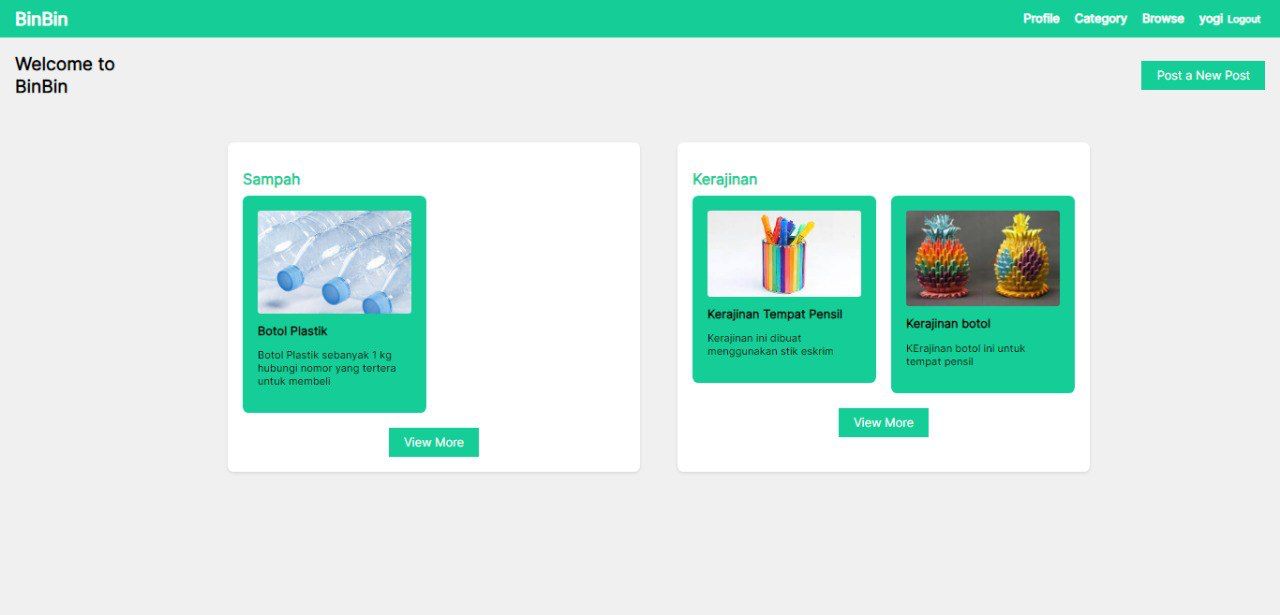 BinBin
Profile Category Browse yogi Logout
Welcome to
BinBin
Post a New Post
Sampah
Botol Plastik
Botol Plastik sebanyak 1 kg
hubungi nomor yang tertera
untuk membeli
View More
Kerajinan
Kerajinan Tempat Pensil
Kerajinan ini dibuat
menggunakan stik eskrim
Kerajinan botol
KErajinan botol ini untuk
tempat pensil
View More